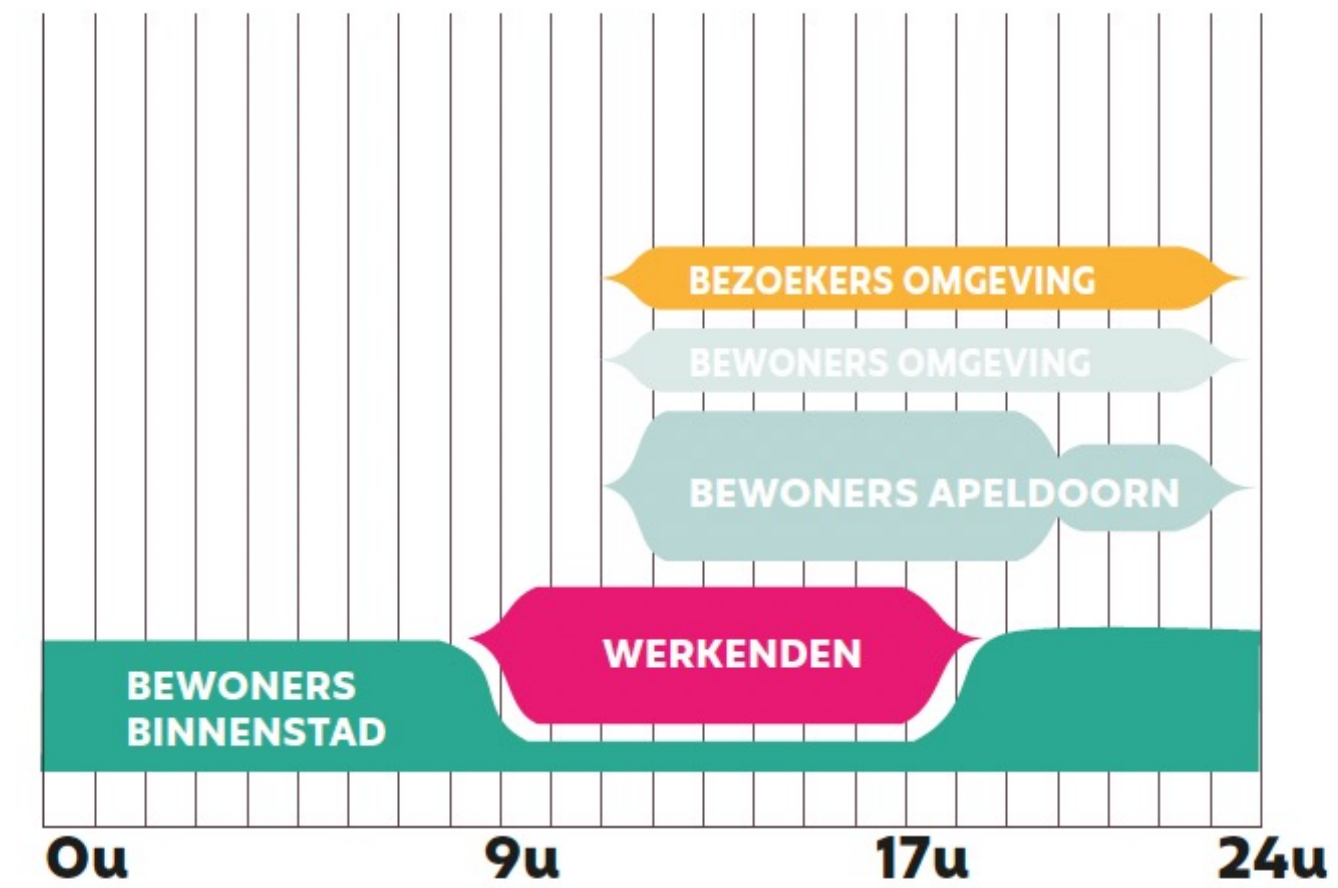 BEZOEKERS OMGEVING
BEWONERS OMGEVING
BEWONERS APELDOORN
WERKENDEN
BEWONERS
BINNENSTAD
0u 9u 17u 24u